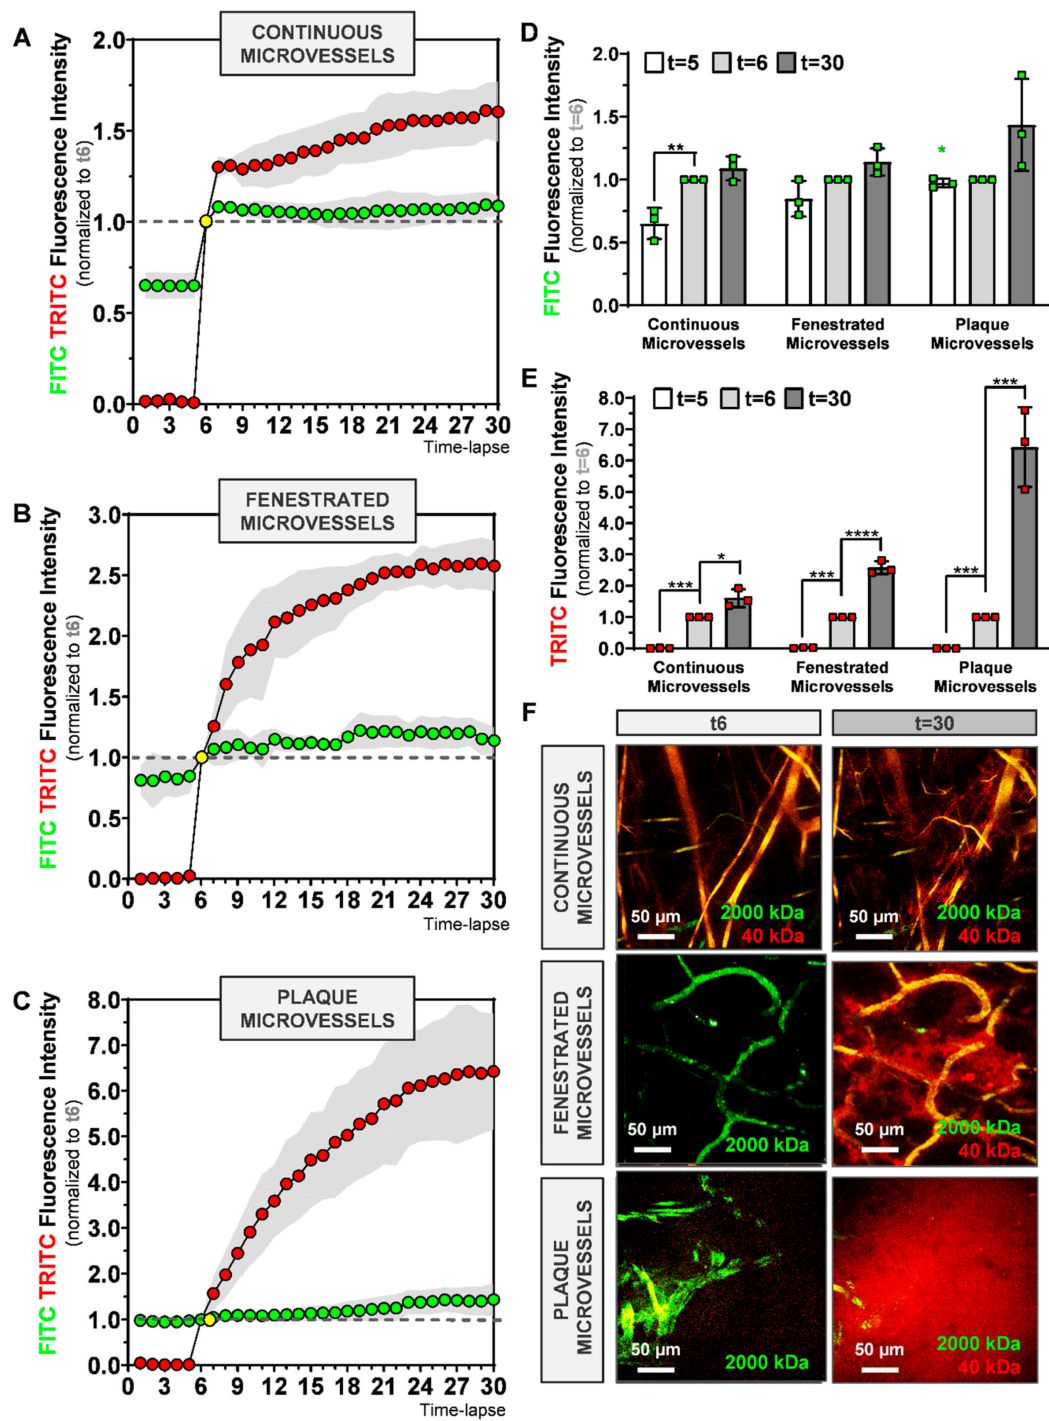 A
CONTINUOUS
MICROVESSELS
FITC TRITC Fluorescence Intensity
(normalized to t6)
2.0
1.5
1.0
0.5
0.0
0 3 6 9 12 15 18 21 24 27 30
Time-lapse
B
FENESTRATED
MICROVESSELS
FITC TRITC Fluorescence Intensity
(normalized to t6)
3.0
2.5
2.0
1.5
1.0
0.5
0.0
0 3 6 9 12 15 18 21 24 27 30
Time-lapse
C
PLAQUE
MICROVESSELS
FITC TRITC Fluorescence Intensity
(normalized to t6)
8.0
7.0
6.0
5.0
4.0
3.0
2.0
1.0
0.0
0 3 6 9 12 15 18 21 24 27 30
Time-lapse
D
FITC Fluorescence Intensity
(normalized to t=6)
t=5 t=6 t=30
2.0
1.5
1.0
0.5
0.0
**
*
Continuous
Microvessels
Fenestrated
Microvessels
Plaque
Microvessels
E
TRITC Fluorescence Intensity
(normalized to t=6)
t=5 t=6 t=30
8.0
7.0
6.0
5.0
4.0
3.0
2.0
1.0
0.0
***
*
***
****
***
***
Continuous
Microvessels
Fenestrated
Microvessels
Plaque
Microvessels
F
t6
t=30
CONTINUOUS
MICROVESSELS
50 µm
2000 kDa
50 µm
2000 kDa
40 kDa
40 kDa
FENESTRATED
MICROVESSELS
50 µm
2000 kDa
50 µm
2000 kDa
40 kDa
PLAQUE
MICROVESSELS
50 µm
2000 kDa
50 µm
2000 kDa
40 kDa